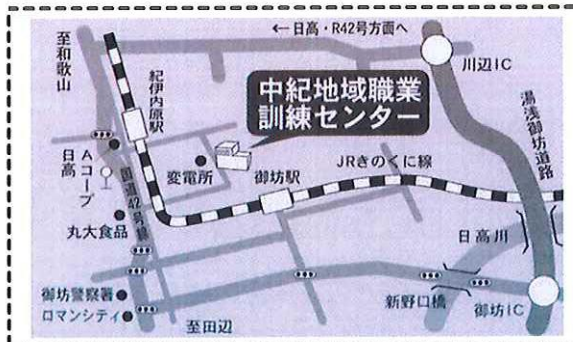 ←日高・R42号方面へ
至和歌山
川辺IC
紀伊内原駅
中紀地域職業
訓練センター
湯浅御坊道路
Aコープ
日高
変電所
JRきのくに線
御坊駅
国道42号線
丸大食品
日高川
御坊警察署
ロマンシティ
新野口橋
御坊IC
至田辺